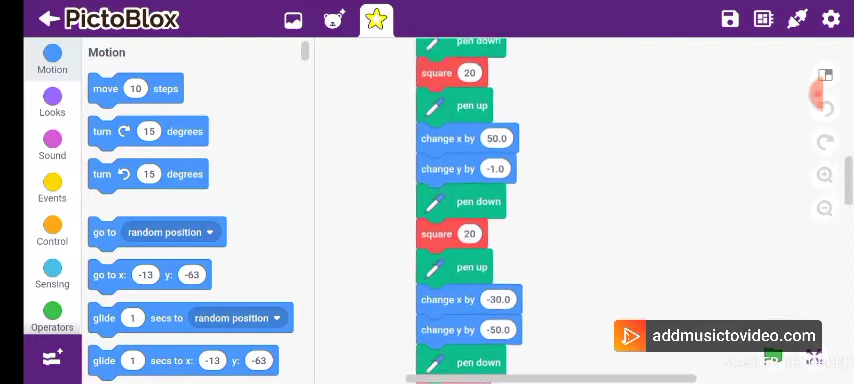 PictoBlox
Motion
Looks
Sound
Events
Control
Sensing
Operators
Motion
move 10 steps
turn 15 degrees
turn 15 degrees
go to random position
go to x: -13 y: -63
glide 1 secs to random position
glide 1 secs to x: -13 y: -63
pen down
square 20
pen up
change x by 50.0
change y by -1.0
pen down
square 20
pen up
change x by -30.0
change y by -50.0
pen down
addmusictovideo.com